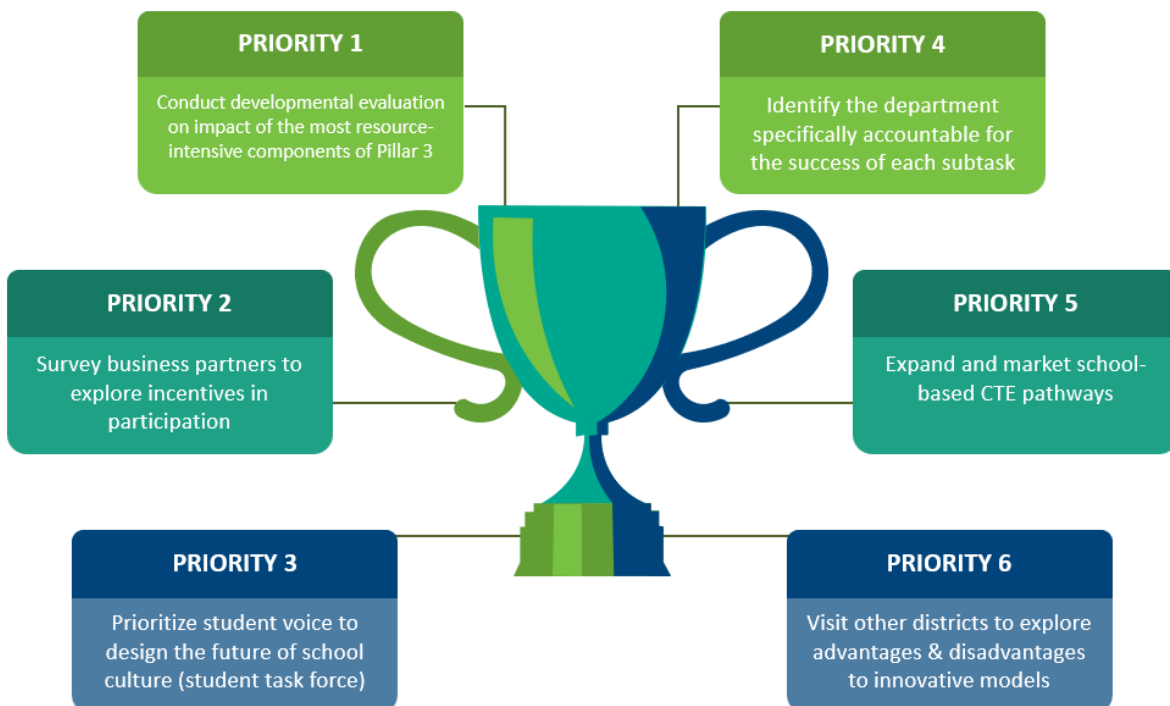 PRIORITY 1
Conduct developmental evaluation
on impact of the most resource-
intensive components of Pillar 3
PRIORITY 2
Survey business partners to
explore incentives in
participation
PRIORITY 3
Prioritize student voice to
design the future of school
culture (student task force)
PRIORITY 4
Identify the department
specifically accountable for
the success of each subtask
PRIORITY 5
Expand and market school-
based CTE pathways
PRIORITY 6
Visit other districts to explore
advantages & disadvantages
to innovative models